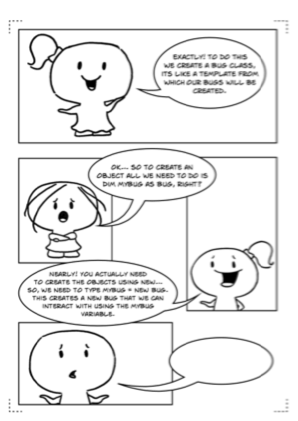 EXACTLY! TO DO THIS
WE CREATE A BUG CLASS,
ITS LIKE A TEMPLATE FROM
WHICH OUR BUGS WILL BE
CREATED.
OK... SO TO CREATE AN
OBJECT ALL WE NEED TO DO IS
DIM MYBUG AS BUG, RIGHT?
NEARLY! YOU ACTUALLY NEED
TO CREATE THE OBJECTS USING NEW...
SO, WE NEED TO TYPE MYBUG = NEW BUG.
THIS CREATES A NEW BUG THAT WE CAN
INTERACT WITH USING THE MYBUG
VARIABLE.